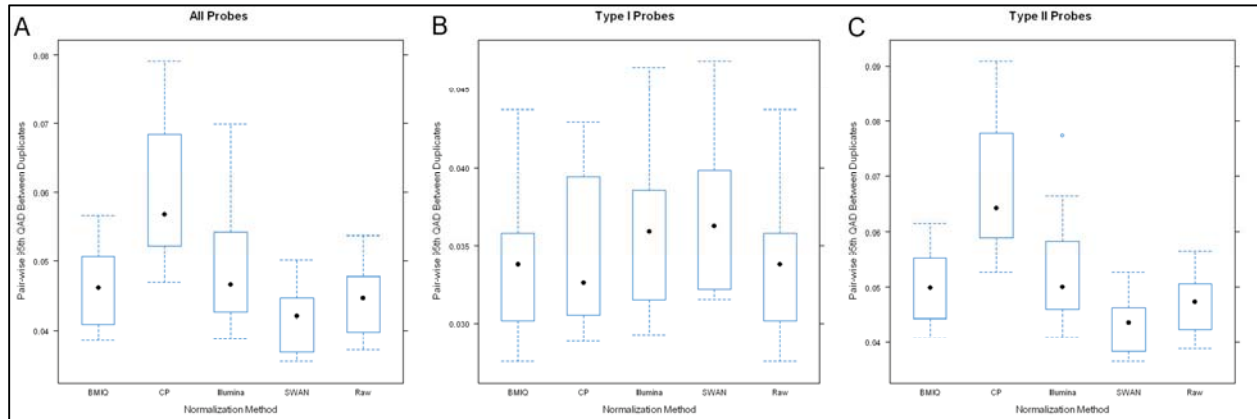 A
All Probes
Pair-wise 95th QAD Between Duplicates
0.08
0.07
0.06
0.05
0.04
BMIQ CP Illumina SWAN Raw
Normalization Method
B
Type I Probes
Pair-wise 95th QAD Between Duplicates
0.045
0.040
0.035
0.030
BMIQ CP Illumina SWAN Raw
Normalization Method
C
Type II Probes
Pair-wise 95th QAD Between Duplicates
0.09
0.08
0.07
0.06
0.05
0.04
BMIQ CP Illumina SWAN Raw
Normalization Method